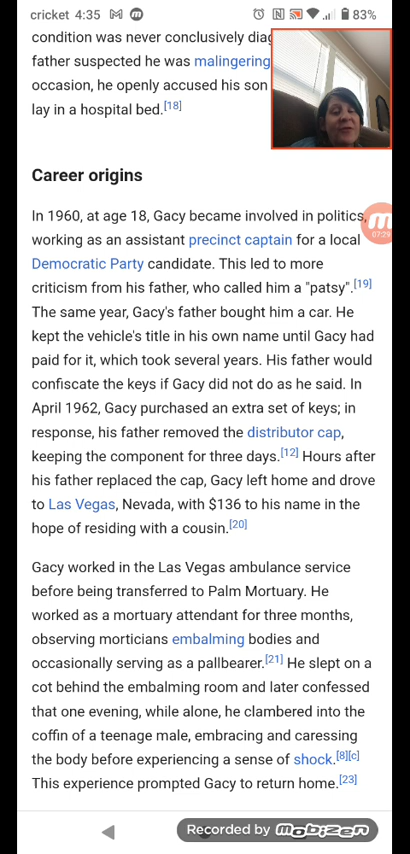 cricket 4:35 83%
condition was never conclusively diag
father suspected he was malingering
occasion, he openly accused his son
lay in a hospital bed.[18]
07:29
Career origins
In 1960, at age 18, Gacy became involved in politics,
working as an assistant precinct captain for a local
Democratic Party candidate. This led to more
criticism from his father, who called him a "patsy".[19]
The same year, Gacy's father bought him a car. He
kept the vehicle's title in his own name until Gacy had
paid for it, which took several years. His father would
confiscate the keys if Gacy did not do as he said. In
April 1962, Gacy purchased an extra set of keys; in
response, his father removed the distributor cap,
keeping the component for three days.[12] Hours after
his father replaced the cap, Gacy left home and drove
to Las Vegas, Nevada, with $136 to his name in the
hope of residing with a cousin.[20]
Gacy worked in the Las Vegas ambulance service
before being transferred to Palm Mortuary. He
worked as a mortuary attendant for three months,
observing morticians embalming bodies and
occasionally serving as a pallbearer.[21] He slept on a
cot behind the embalming room and later confessed
that one evening, while alone, he clambered into the
coffin of a teenage male, embracing and caressing
the body before experiencing a sense of shock.[8][c]
This experience prompted Gacy to return home.[23]
Recorded by mobizen